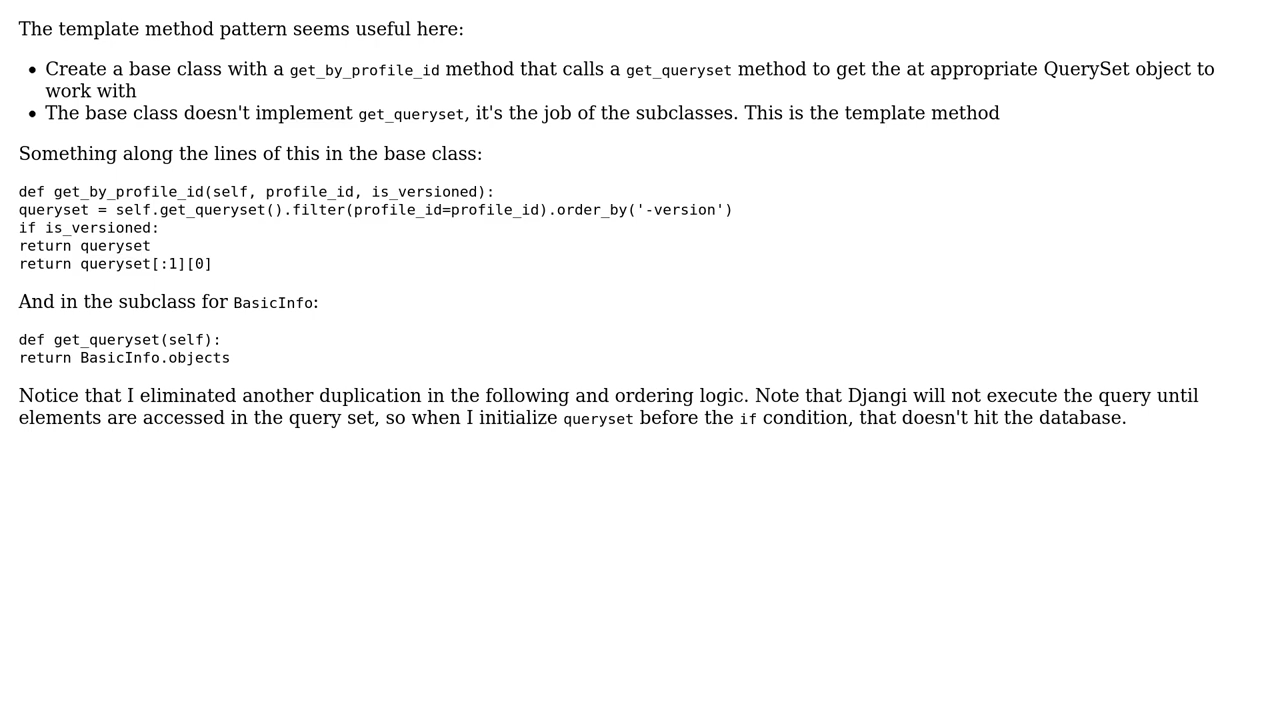 The template method pattern seems useful here:
• Create a base class with a get_by_profile_id method that calls a get_queryset method to get the at appropriate QuerySet object to
work with
• The base class doesn't implement get_queryset, it's the job of the subclasses. This is the template method
Something along the lines of this in the base class:
def get_by_profile_id(self, profile_id, is_versioned):
queryset = self.get_queryset().filter(profile_id=profile_id).order_by('-version')
if is_versioned:
return queryset
return queryset[:1][0]
And in the subclass for BasicInfo:
def get_queryset(self):
return BasicInfo.objects
Notice that I eliminated another duplication in the following and ordering logic. Note that Djangi will not execute the query until
elements are accessed in the query set, so when I initialize queryset before the if condition, that doesn't hit the database.